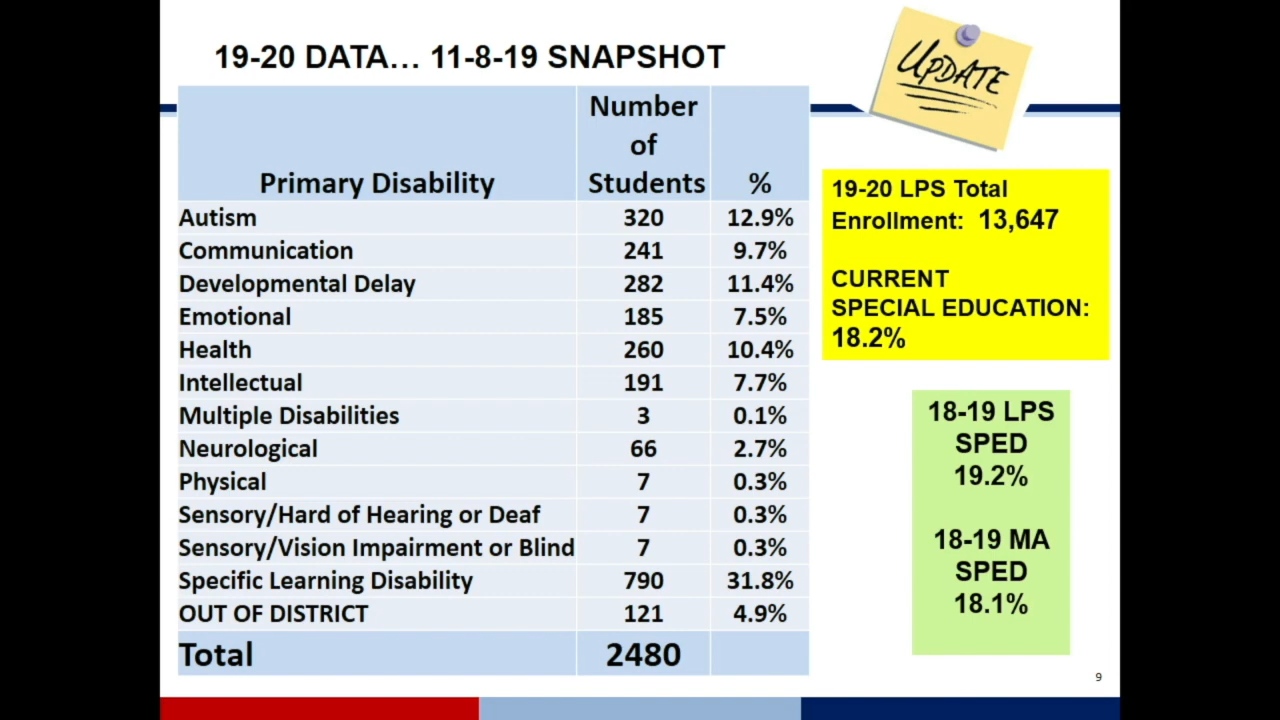 19-20 DATA… 11-8-19 SNAPSHOT
UPDATE
Primary Disability Number of Students %
Autism 320 12.9%
Communication 241 9.7%
Developmental Delay 282 11.4%
Emotional 185 7.5%
Health 260 10.4%
Intellectual 191 7.7%
Multiple Disabilities 3 0.1%
Neurological 66 2.7%
Physical 7 0.3%
Sensory/Hard of Hearing or Deaf 7 0.3%
Sensory/Vision Impairment or Blind 7 0.3%
Specific Learning Disability 790 31.8%
OUT OF DISTRICT 121 4.9%
Total 2480
19-20 LPS Total
Enrollment: 13,647
CURRENT
SPECIAL EDUCATION:
18.2%
18-19 LPS
SPED
19.2%
18-19 MA
SPED
18.1%
9